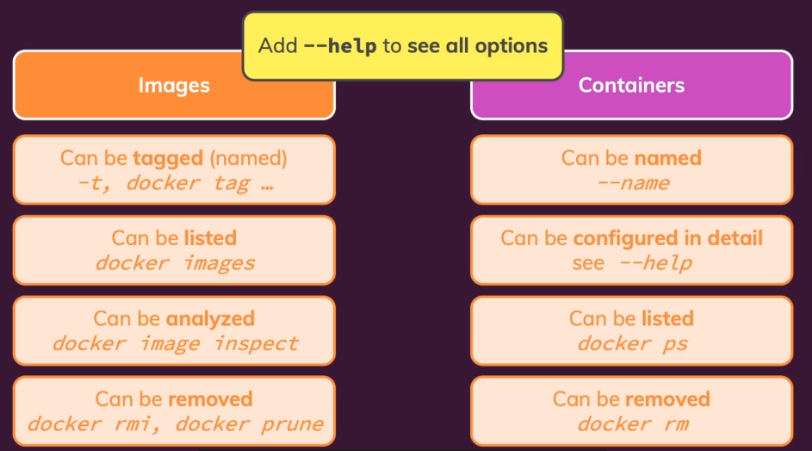 Add --help to see all options
Images
Can be tagged (named)
-t, docker tag …
Can be listed
docker images
Can be analyzed
docker image inspect
Can be removed
docker rmi, docker prune
Containers
Can be named
--name
Can be configured in detail
see --help
Can be listed
docker ps
Can be removed
docker rm